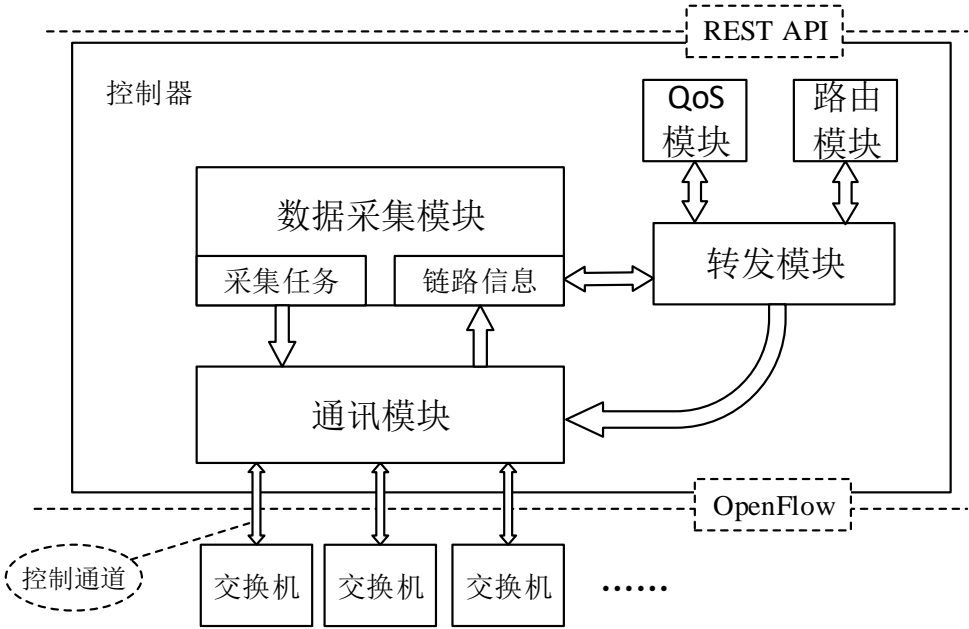 REST API
控制器
QoS
模块
路由
模块
数据采集模块
采集任务
链路信息
转发模块
通讯模块
OpenFlow
控制通道
交换机
交换机
交换机
……